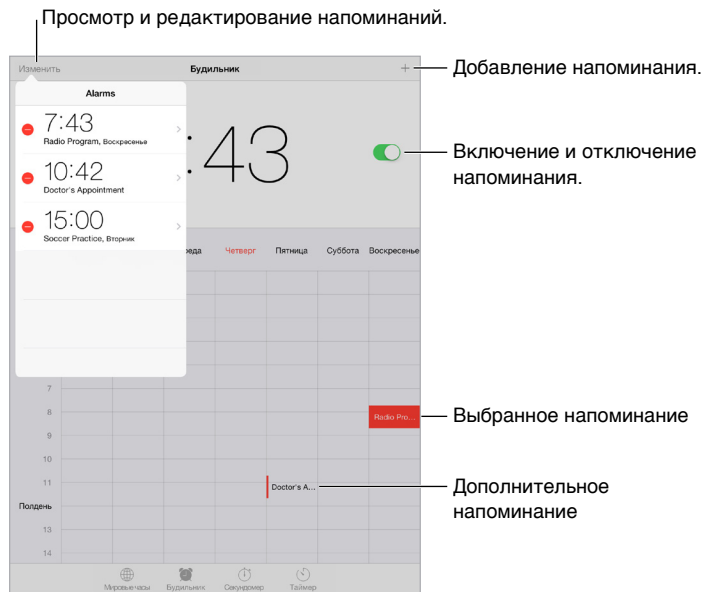 Просмотр и редактирование напоминаний.
Изменить
Будильник
+
Добавление напоминания.
Alarms
7:43
Radio Program, Воскресенье
10:42
Doctor's Appointment
15:00
Soccer Practice, Вторник
:43
Включение и отключение
напоминания.
реда Четверг Пятница Суббота Воскресенье
7
8
Radio Pro...
Выбранное напоминание
9
10
11
Doctor's A...
Дополнительное
напоминание
Полдень
13
14
Мировые часы Будильник Секундомер Таймер